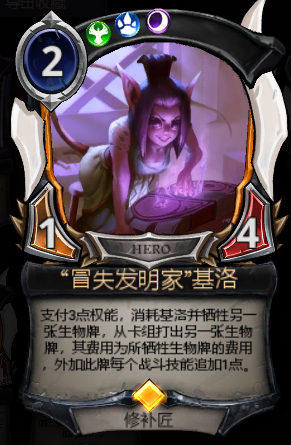 2
1
4
HERO
“冒失发明家”基洛
支付3点权能，消耗基洛并牺牲另一
张生物牌，从卡组打出另一张生物
牌，其费用为所牺牲生物牌的费用
，外加此牌每个战斗技能追加1点。
修补匠